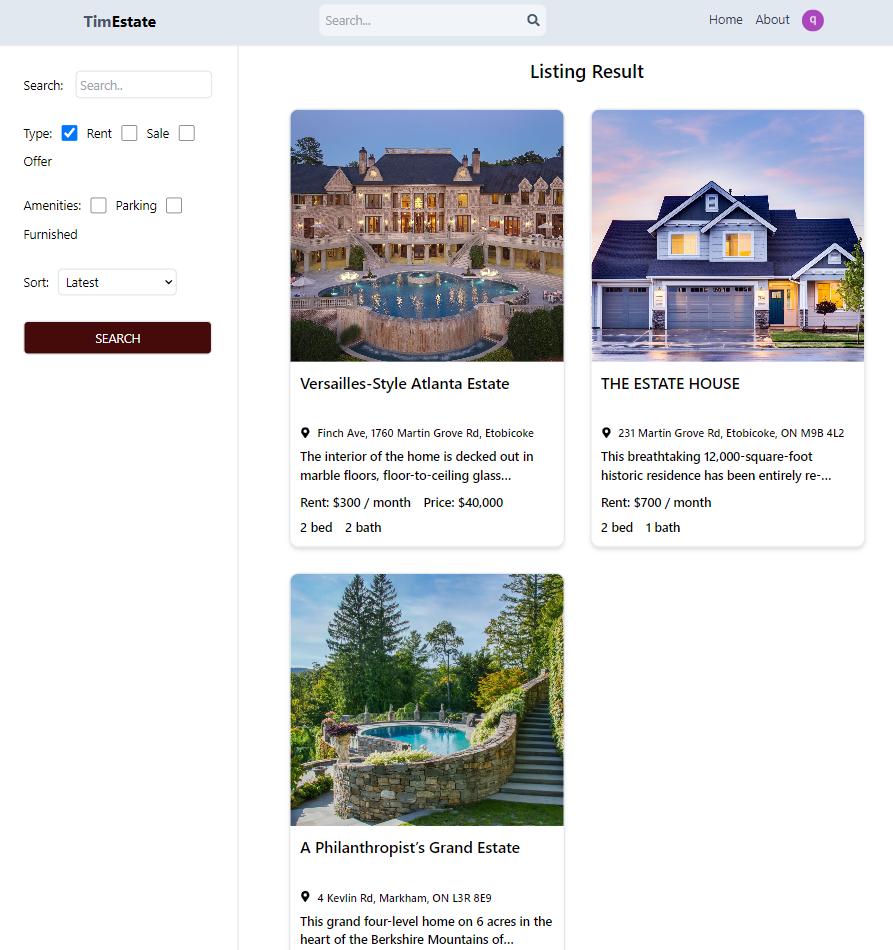 TimEstate
Search...
Home About q
Search: Search..
Type: Rent Sale
Offer
Amenities: Parking
Furnished
Sort: Latest
SEARCH
Listing Result
Versailles-Style Atlanta Estate
Finch Ave, 1760 Martin Grove Rd, Etobicoke
The interior of the home is decked out in
marble floors, floor-to-ceiling glass...
Rent: $300 / month Price: $40,000
2 bed 2 bath
THE ESTATE HOUSE
231 Martin Grove Rd, Etobicoke, ON M9B 4L2
This breathtaking 12,000-square-foot
historic residence has been entirely re-...
Rent: $700 / month
2 bed 1 bath
A Philanthropist’s Grand Estate
4 Kevlin Rd, Markham, ON L3R 8E9
This grand four-level home on 6 acres in the
heart of the Berkshire Mountains of...